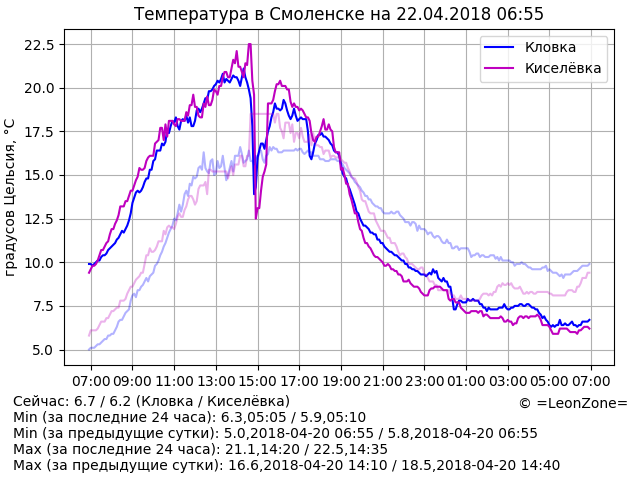 Температура в Смоленске на 22.04.2018 06:55
Кловка
Киселёвка
градусов Цельсия, °C
22.5
20.0
17.5
15.0
12.5
10.0
7.5
5.0
07:00 09:00 11:00 13:00 15:00 17:00 19:00 21:00 23:00 01:00 03:00 05:00 07:00
Сейчас: 6.7 / 6.2 (Кловка / Киселёвка)
© =LeonZone=
Min (за последние 24 часа): 6.3,05:05 / 5.9,05:10
Min (за предыдущие сутки): 5.0,2018-04-20 06:55 / 5.8,2018-04-20 06:55
Max (за последние 24 часа): 21.1,14:20 / 22.5,14:35
Max (за предыдущие сутки): 16.6,2018-04-20 14:10 / 18.5,2018-04-20 14:40